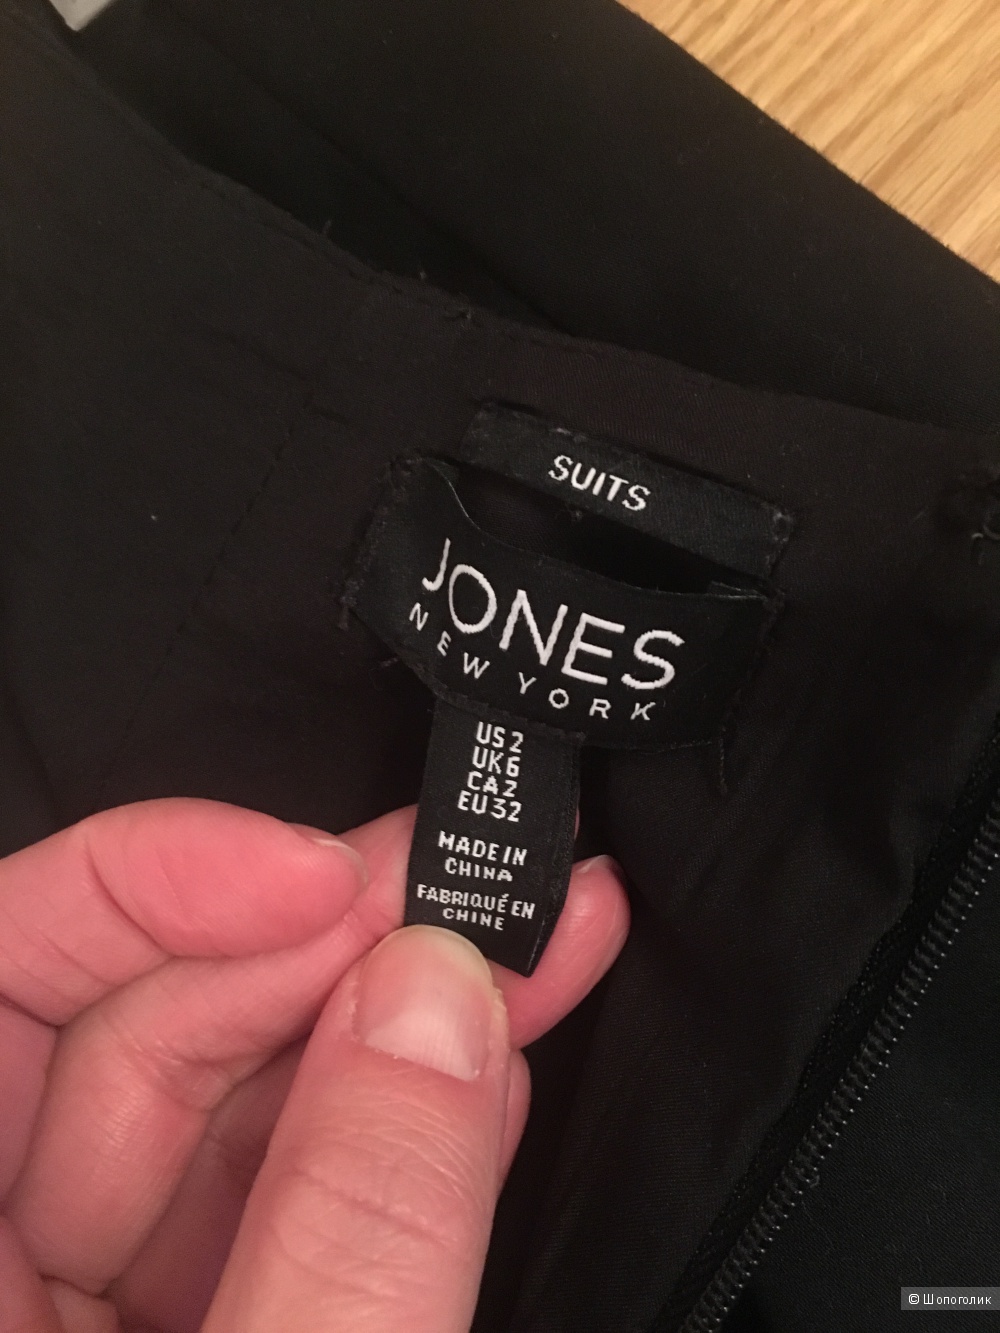 SUITS
JONES
NEW YORK
US 2
UK 6
CA 2
EU 32
MADE IN
CHINA
FABRIQUÉ EN
CHINE
© Шопоголик